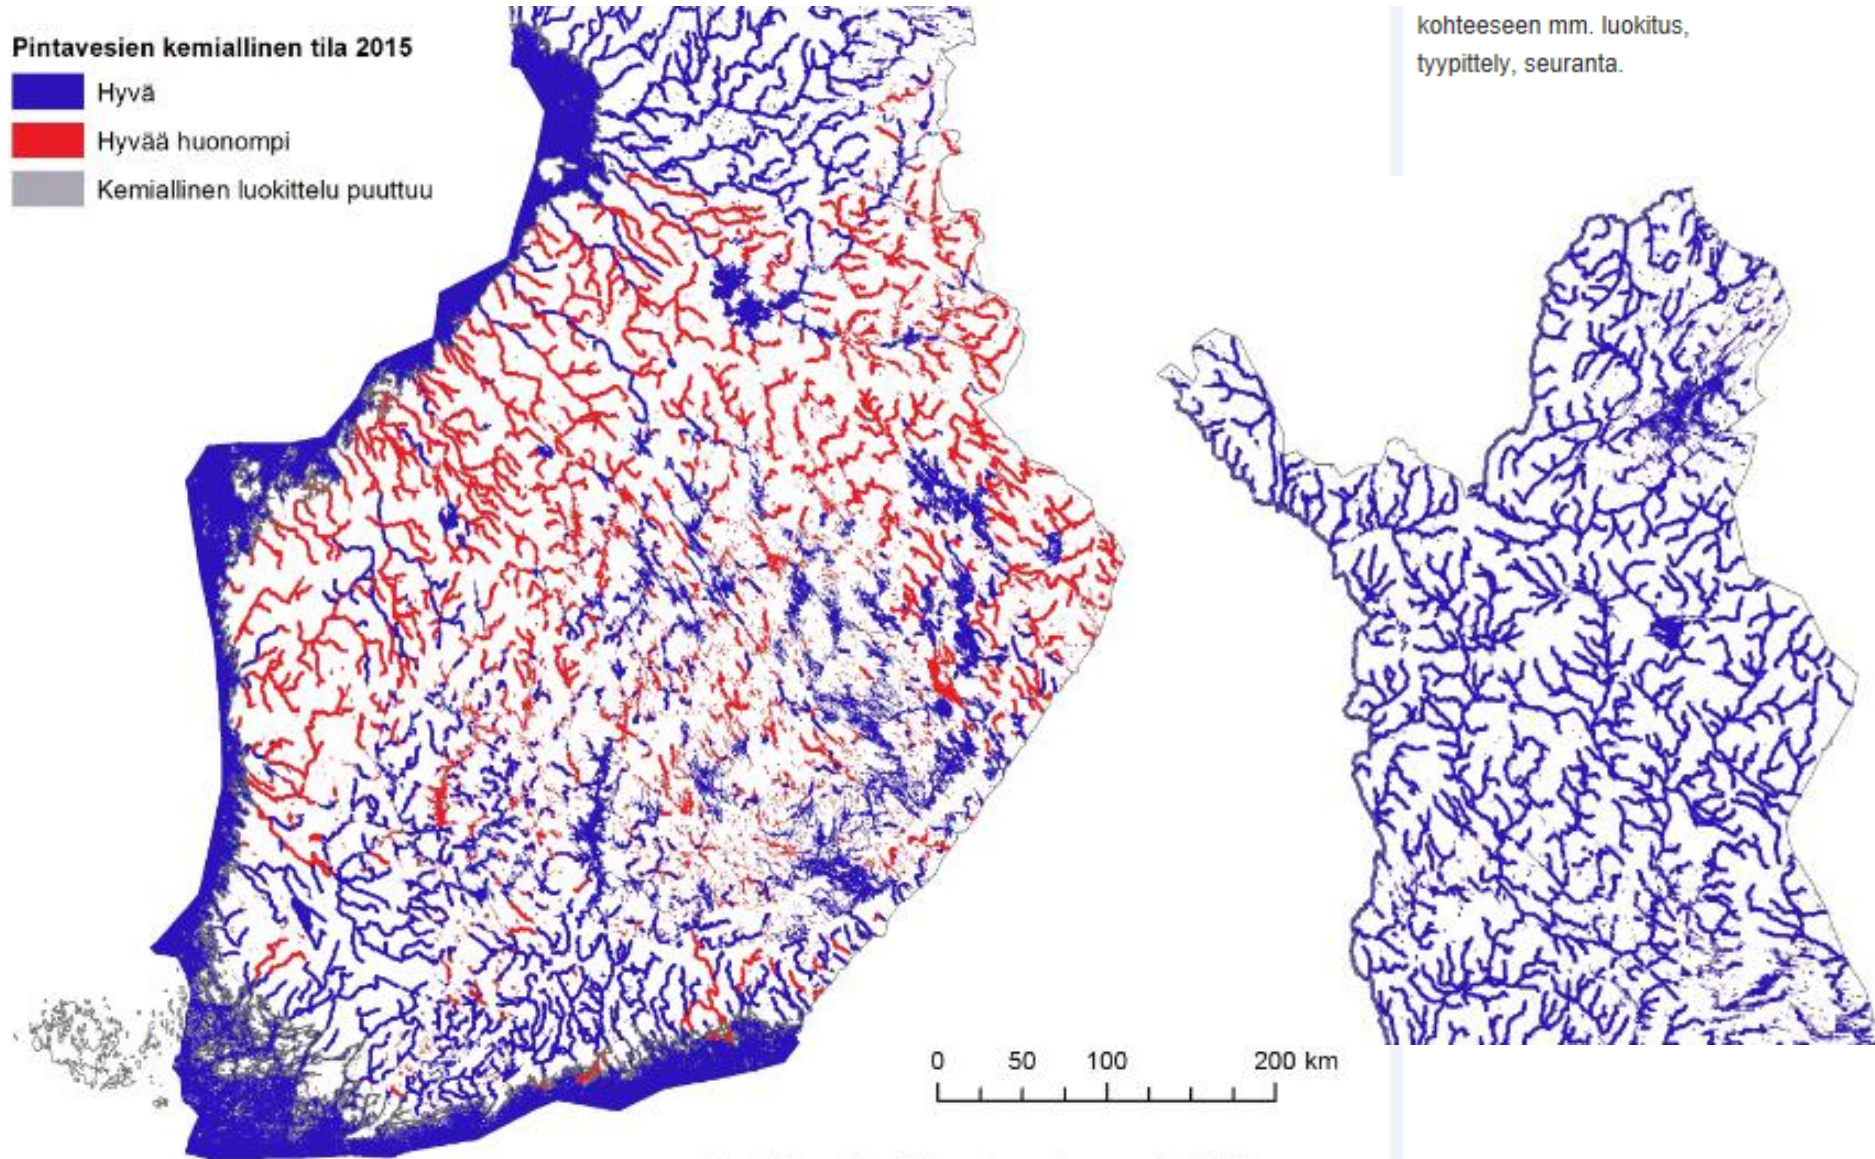 Pintavesien kemiallinen tila 2015
Hyvä
Hyvää huonompi
Kemiallinen luokittelu puuttuu
kohteeseen mm. luokitus,
tyypittely, seuranta.
0 50 100 200 km